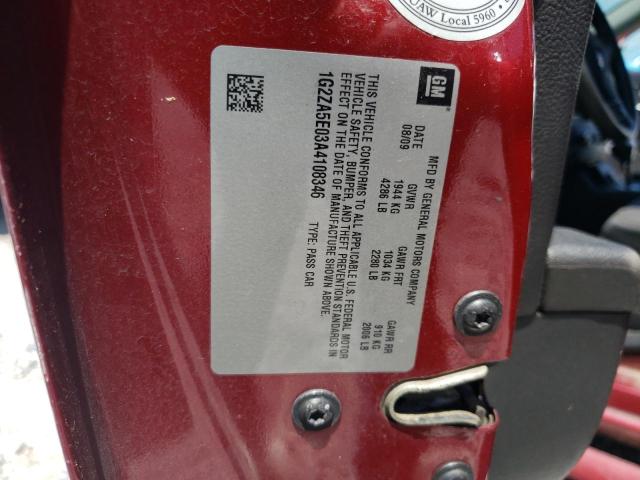 UAW Local 5960
GM
MFD BY GENERAL MOTORS COMPANY
DATE GVWR GAWR FRT GAWR RR
08/09 1944 KG 1034 KG 910 KG
4286 LB 2280 LB 2006 LB
THIS VEHICLE CONFORMS TO ALL APPLICABLE U.S. FEDERAL MOTOR
VEHICLE SAFETY, BUMPER, AND THEFT PREVENTION STANDARDS IN
EFFECT ON THE DATE OF MANUFACTURE SHOWN ABOVE.
1G2ZA5E03A4108346 TYPE: PASS CAR